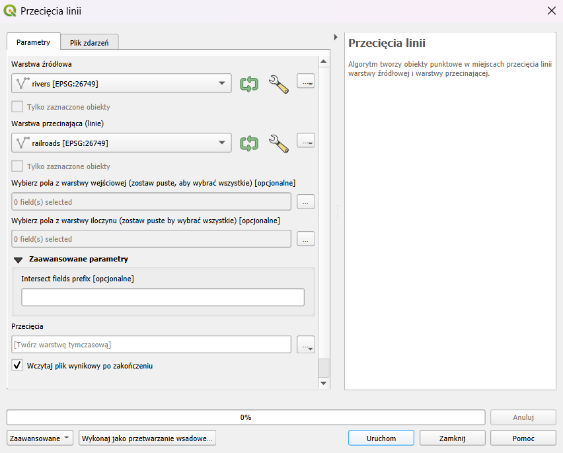 Przecięcia linii
Parametry
Plik zdarzeń
Warstwa źródłowa
rivers [EPSG:26749]
...
Tylko zaznaczone obiekty
Warstwa przecinająca (linie)
railroads [EPSG:26749]
...
Tylko zaznaczone obiekty
Wybierz pola z warstwy wejściowej (zostaw puste, aby wybrać wszystkie) [opcjonalne]
0 field(s) selected
...
Wybierz pola z warstwy iloczynu (zostaw puste by wybrać wszystkie) [opcjonalne]
0 field(s) selected
...
Zaawansowane parametry
Intersect fields prefix [opcjonalne]
Przecięcia
[Twórz warstwę tymczasową]
...
Wczytaj plik wynikowy po zakończeniu
Przecięcia linii
Algorytm tworzy obiekty punktowe w miejscach przecięcia linii
warstwy źródłowej i warstwy przecinającej.
0%
Anuluj
Zaawansowane
Wykonaj jako przetwarzanie wsadowe...
Uruchom
Zamknij
Pomoc